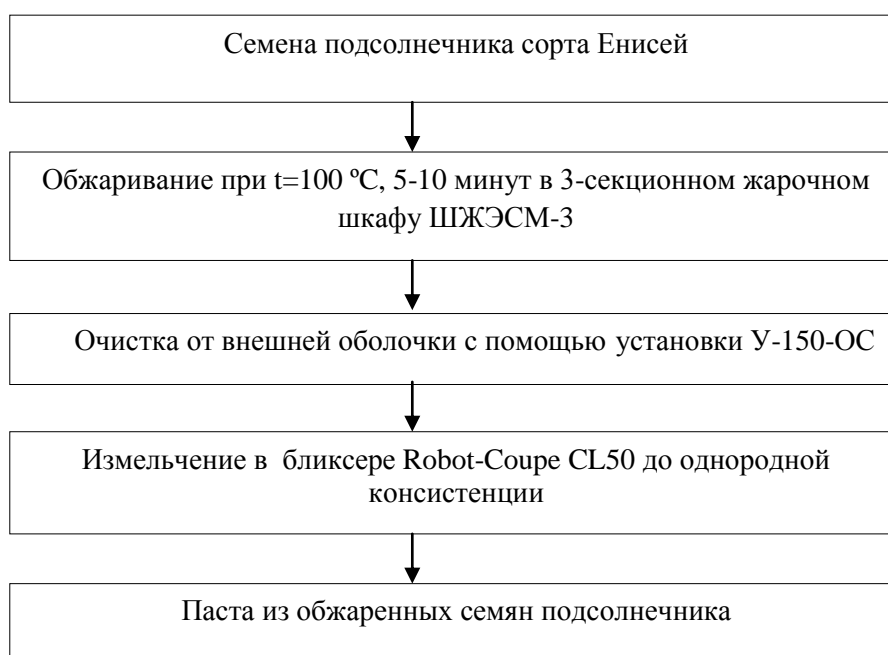 Семена подсолнечника сорта Енисей
Обжаривание при t=100 ºС, 5-10 минут в 3-секционном жарочном
шкафу ШЖЭСМ-3
Очистка от внешней оболочки с помощью установки У-150-ОС
Измельчение в бликсере Robot-Coupe CL50 до однородной
консистенции
Паста из обжаренных семян подсолнечника